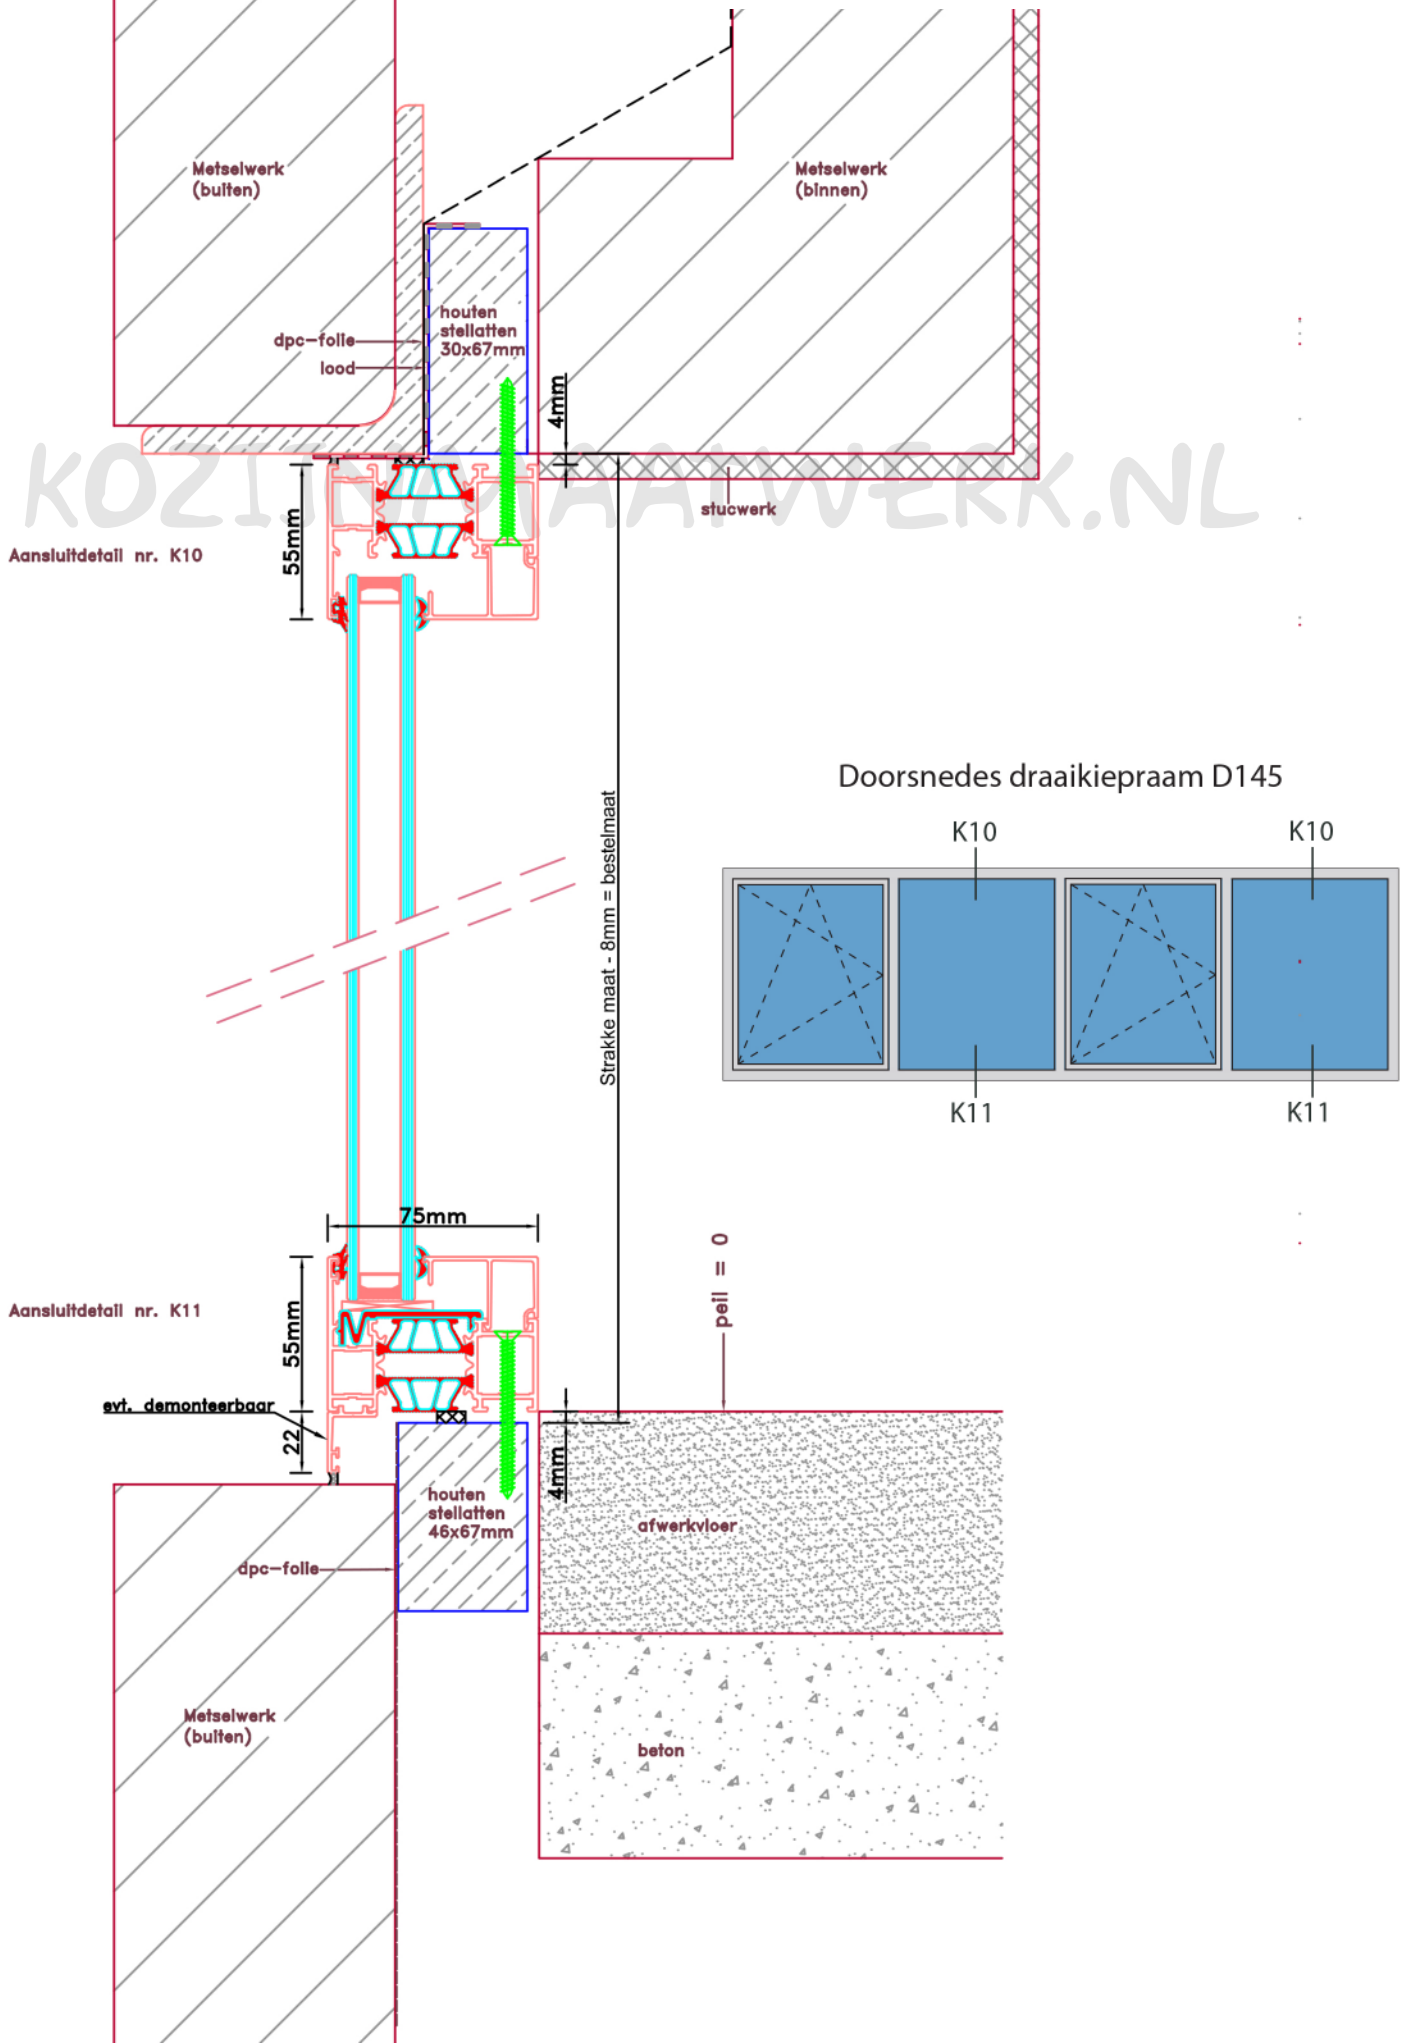 Metselwerk
(buiten)
Metselwerk
(binnen)
houten
stellatten
30x67mm
dpc-folie
lood
4mm
KOZIJNMAATWERK.NL
stucwerk
55mm
Aansluitdetail nr. K10
Strakke maat - 8mm = bestelmaat
Doorsnedes draaikiepraam D145
K10
K10
K11
K11
75mm
peil = 0
Aansluitdetail nr. K11
55mm
evt. demonteerbaar
22
4mm
houten
stellatten
46x67mm
afwerkvloer
dpc-folie
Metselwerk
(buiten)
beton